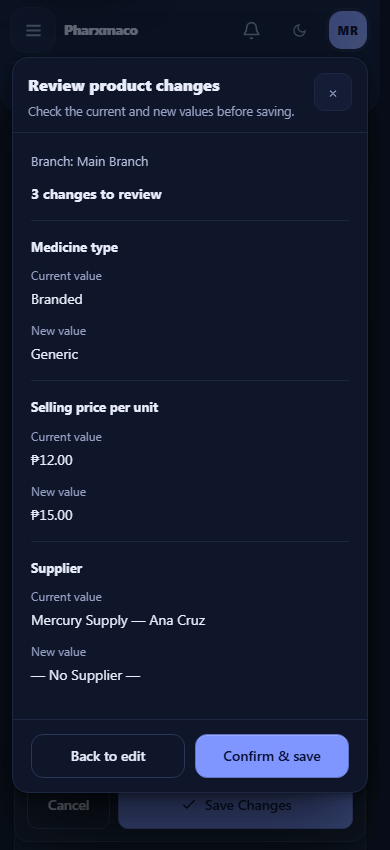 Pharxmaco
MR
Review product changes
×
Check the current and new values before saving.
Branch: Main Branch
3 changes to review
Medicine type
Current value
Branded
New value
Generic
Selling price per unit
Current value
₱12.00
New value
₱15.00
Supplier
Current value
Mercury Supply — Ana Cruz
New value
— No Supplier —
Back to edit
Confirm & save
Cancel
Save Changes